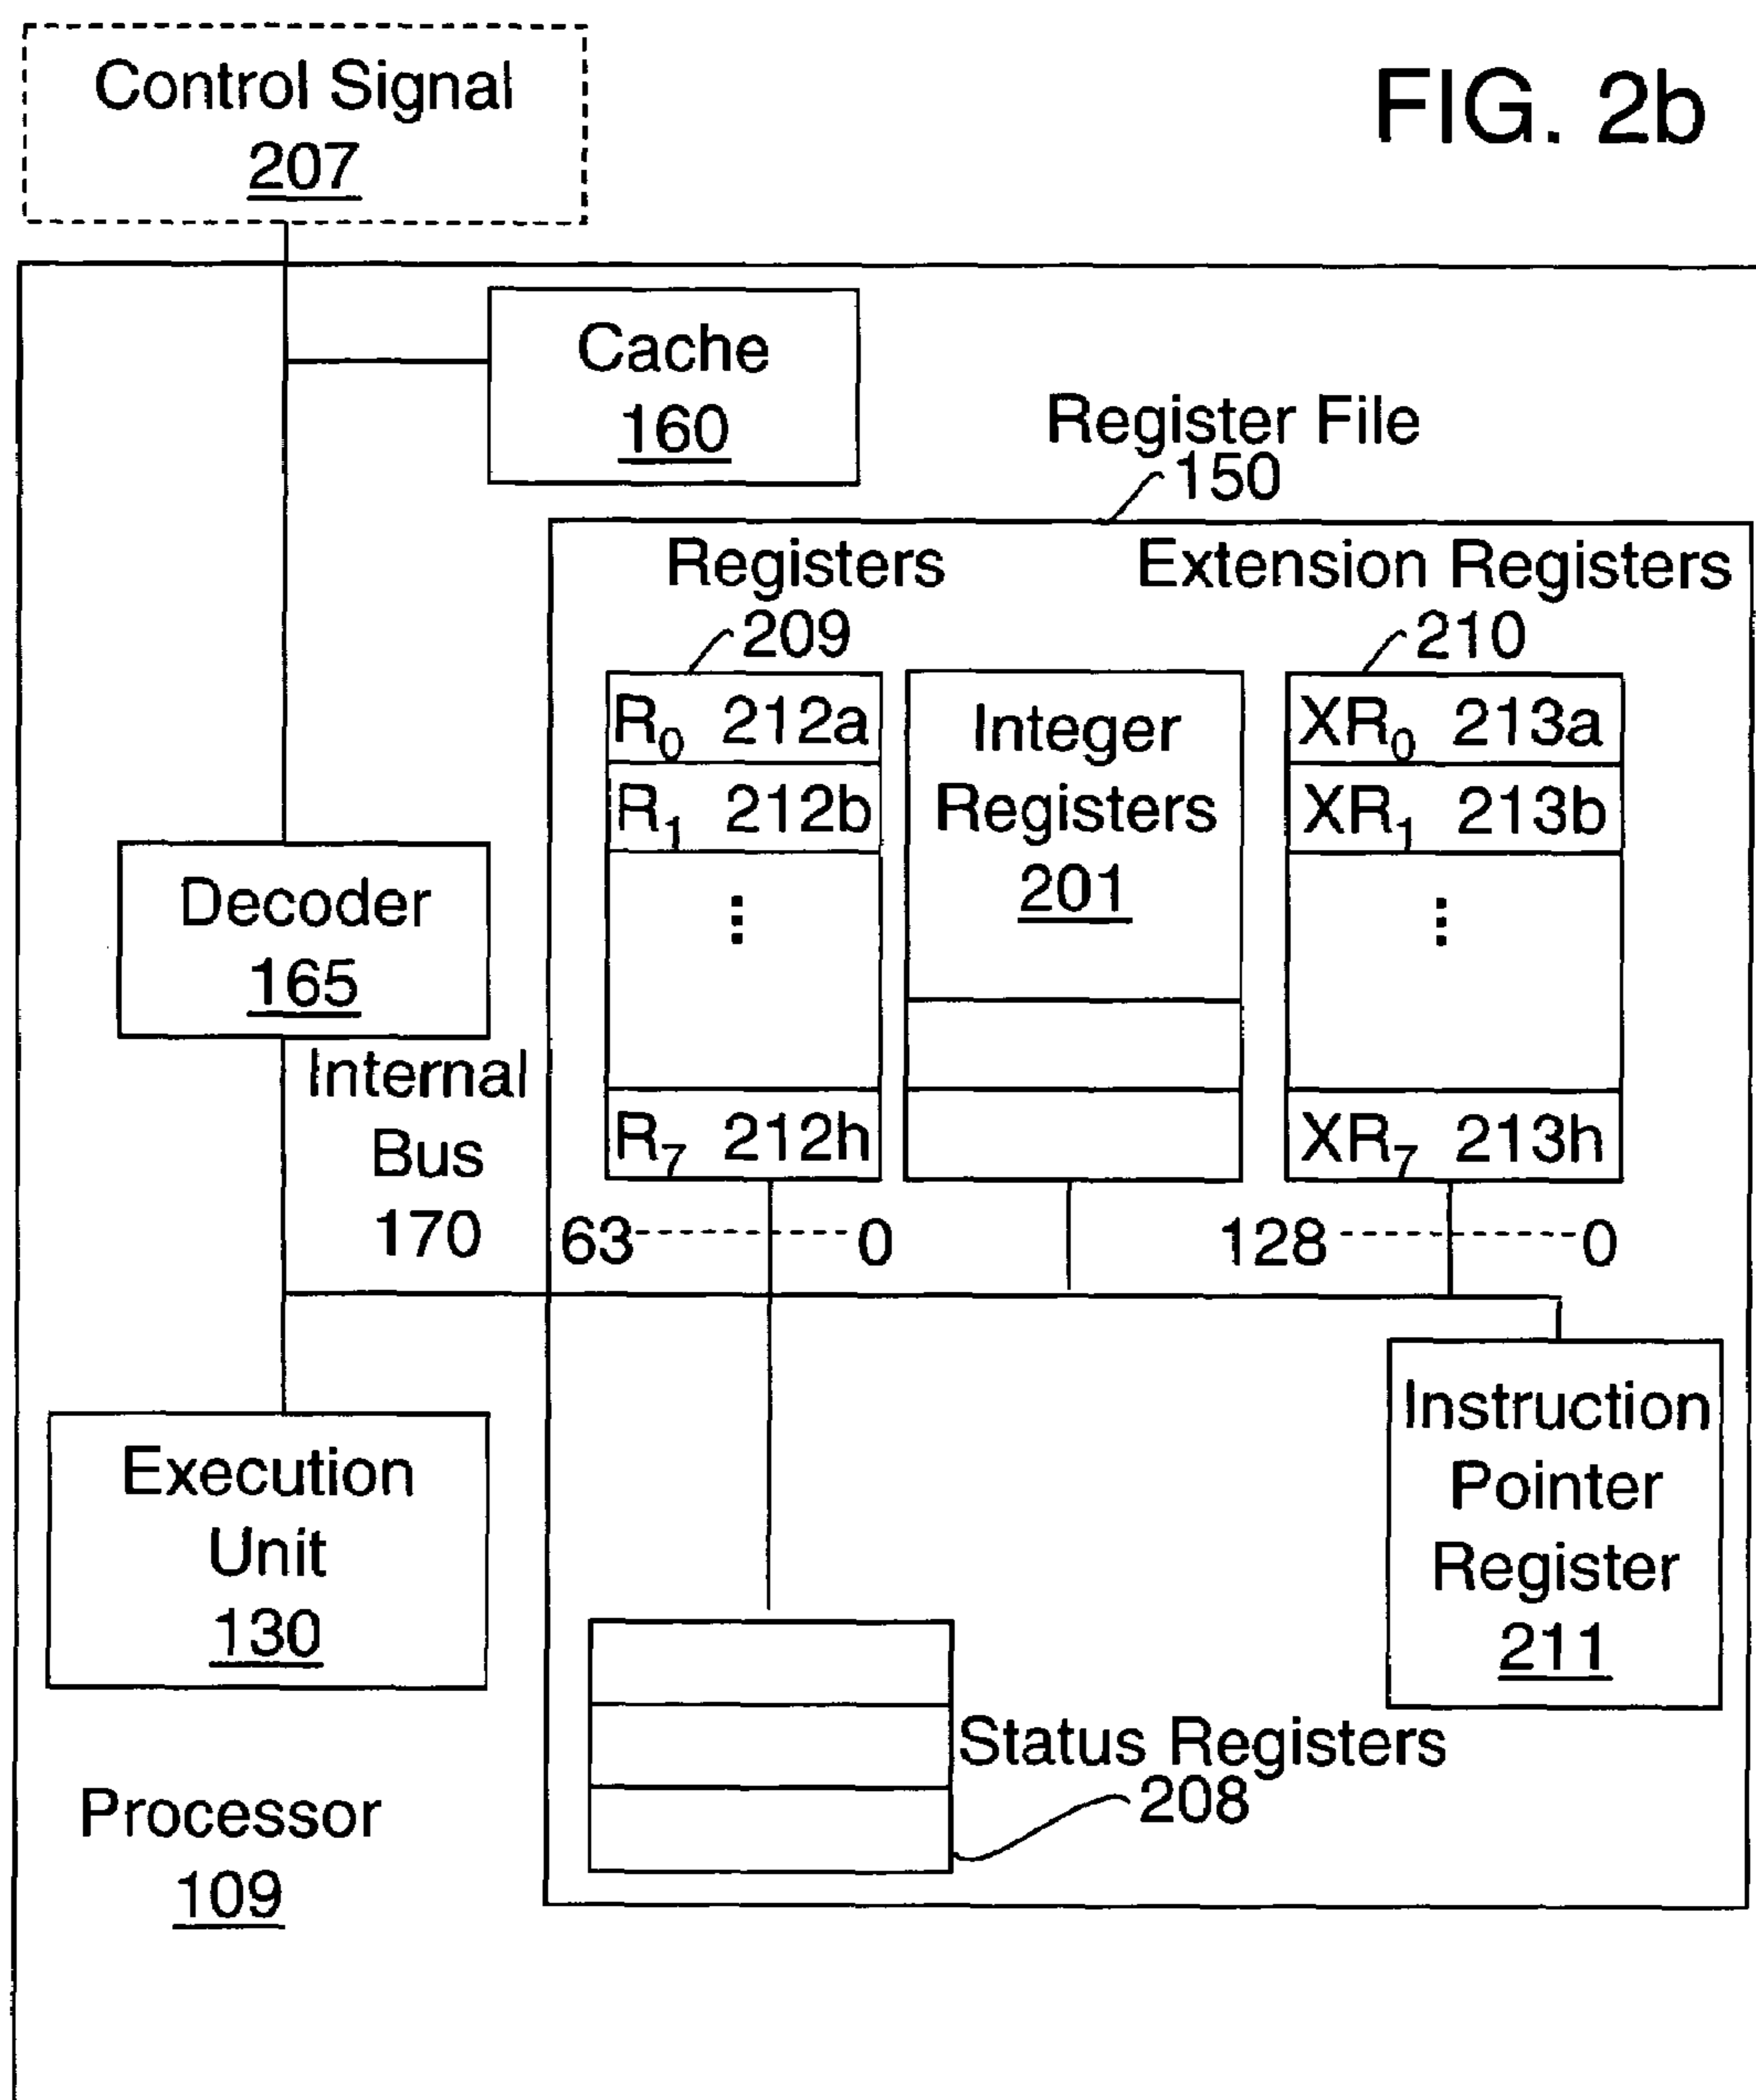 FIG. 2b
Control Signal
207
Cache
160
Register File
150
Registers
209
Extension Registers
210
R0 212a
R1 212b
⋮
R7 212h
Integer
Registers
201
XR0 213a
XR1 213b
⋮
XR7 213h
Decoder
165
Internal
Bus
170
63 0
128 0
Execution
Unit
130
Instruction
Pointer
Register
211
Status Registers
208
Processor
109